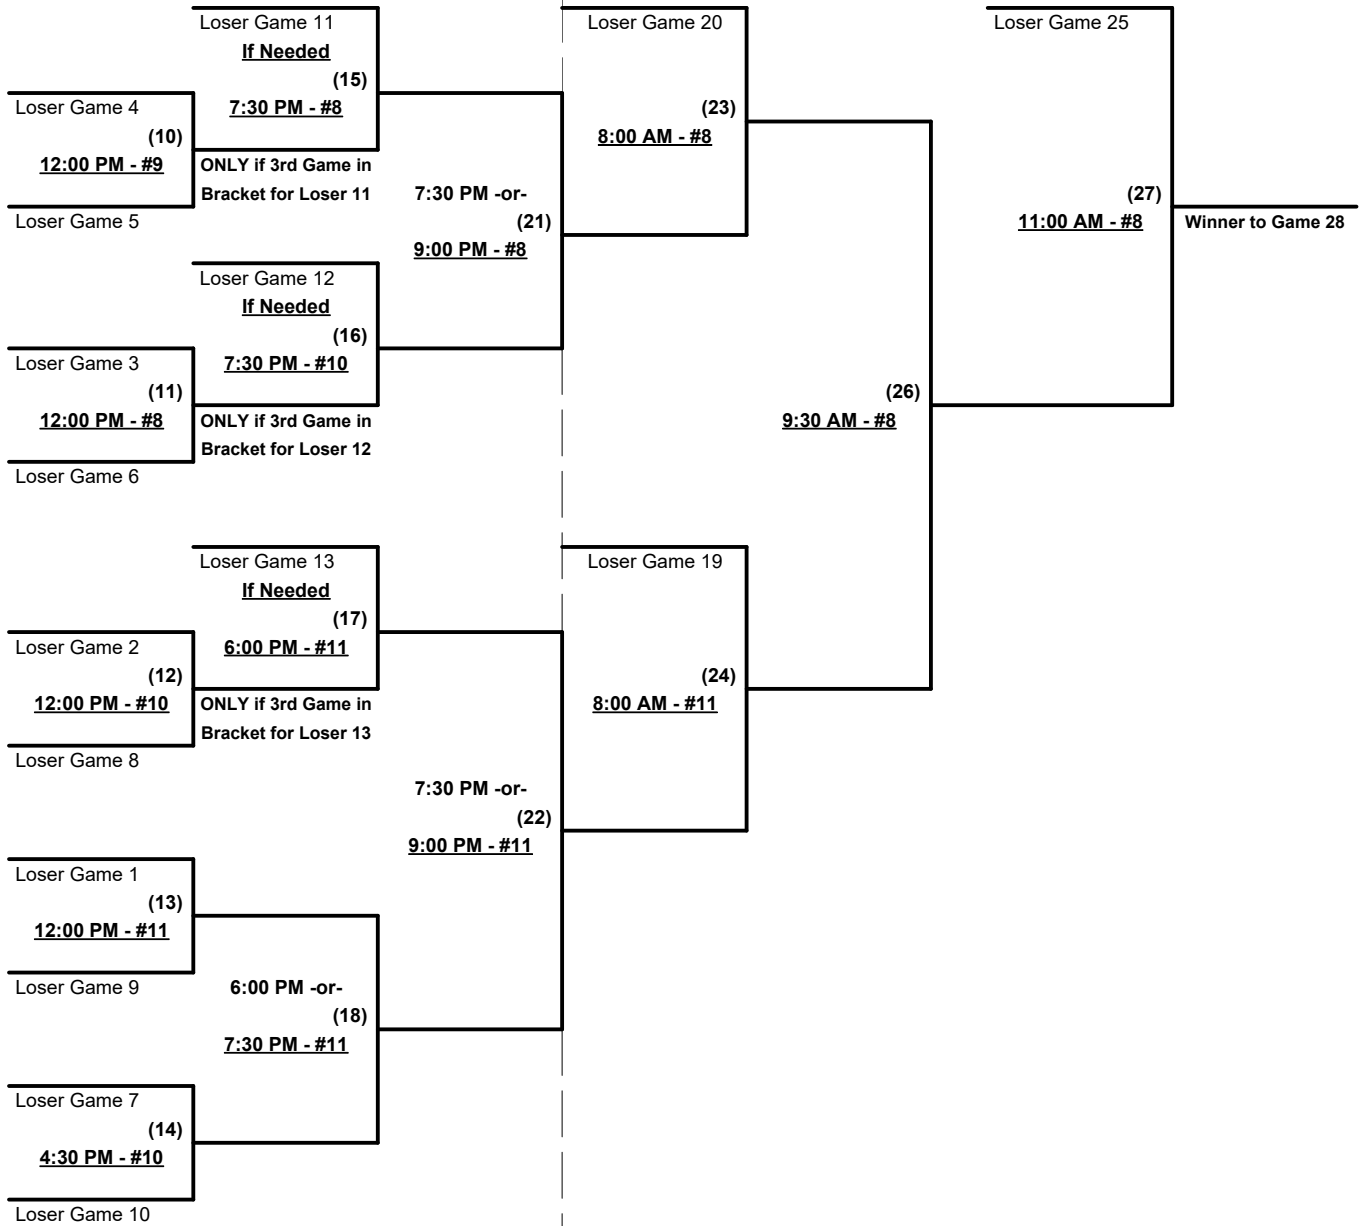 Loser Game 11
Loser Game 20
Loser Game 25
If Needed
(15)
7:30 PM - #8
Loser Game 4
(10)
12:00 PM - #9
Loser Game 5
ONLY if 3rd Game in
Bracket for Loser 11
(23)
8:00 AM - #8
7:30 PM -or-
(21)
9:00 PM - #8
(27)
11:00 AM - #8
Winner to Game 28
Loser Game 12
If Needed
(16)
7:30 PM - #10
Loser Game 3
(11)
12:00 PM - #8
Loser Game 6
ONLY if 3rd Game in
Bracket for Loser 12
(26)
9:30 AM - #8
Loser Game 13
If Needed
(17)
6:00 PM - #11
Loser Game 19
Loser Game 2
(12)
12:00 PM - #10
Loser Game 8
ONLY if 3rd Game in
Bracket for Loser 13
(24)
8:00 AM - #11
7:30 PM -or-
(22)
9:00 PM - #11
Loser Game 1
(13)
12:00 PM - #11
Loser Game 9
6:00 PM -or-
(18)
7:30 PM - #11
Loser Game 7
(14)
4:30 PM - #10
Loser Game 10